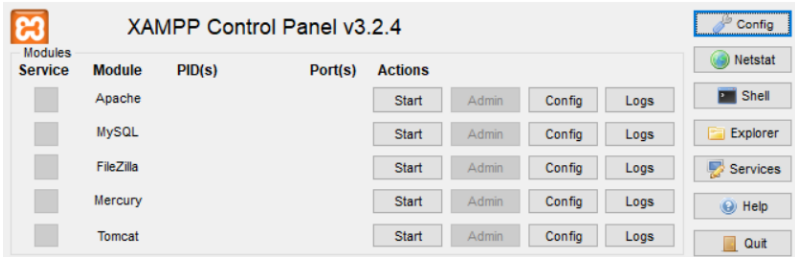 XAMPP Control Panel v3.2.4
Config
Modules
Netstat
Service Module PID(s) Port(s) Actions
Apache Start Admin Config Logs
Shell
MySQL Start Admin Config Logs
Explorer
FileZilla Start Admin Config Logs
Services
Mercury Start Admin Config Logs
Help
Tomcat Start Admin Config Logs
Quit